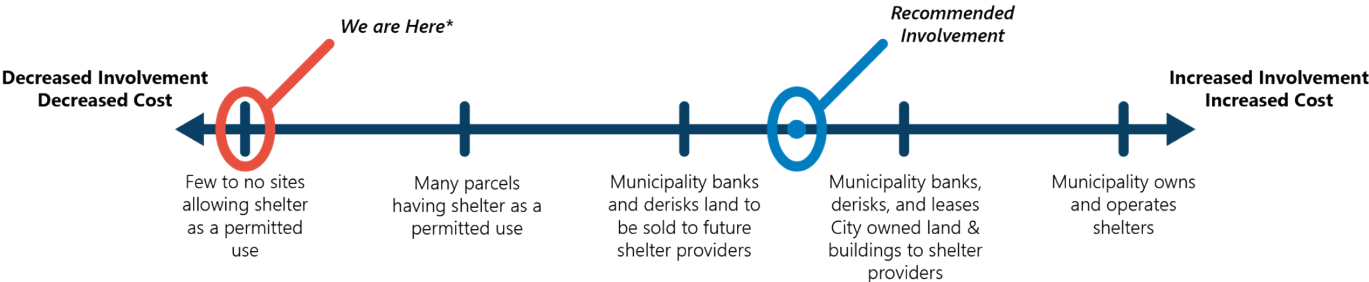 We are Here*
Recommended
Involvement
Decreased Involvement
Decreased Cost
Increased Involvement
Increased Cost
Few to no sites
allowing shelter
as a permitted
use
Many parcels
having shelter as a
permitted use
Municipality banks
and derisks land to
be sold to future
shelter providers
Municipality banks,
derisks, and leases
City owned land &
buildings to shelter
providers
Municipality owns
and operates
shelters